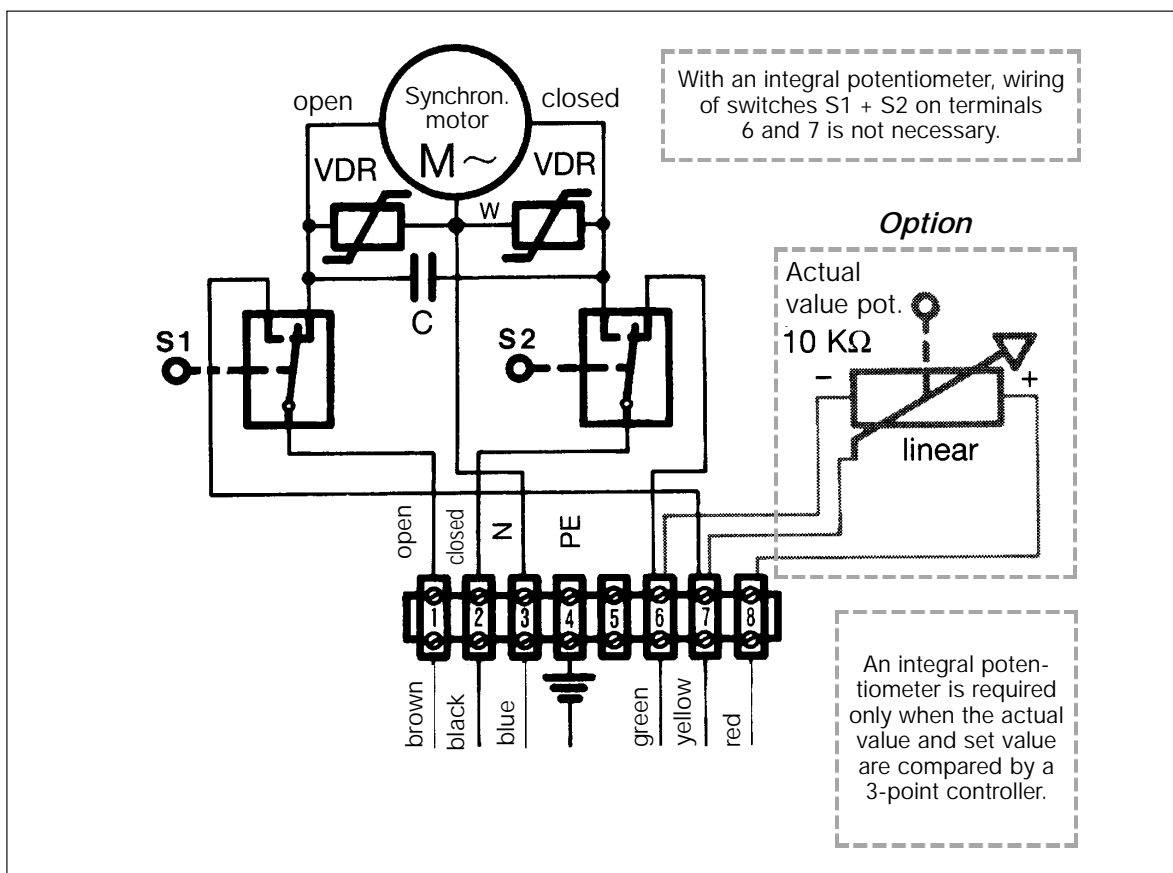 With an integral potentiometer, wiring
of switches S1 + S2 on terminals
6 and 7 is not necessary.
open
Synchron.
motor
M ~
closed
VDR
VDR
w
C
S1
S2
Option
Actual
value pot.
10 KΩ
−
+
linear
open
closed
N
PE
1
2
3
4
5
6
7
8
brown
black
blue
green
yellow
red
An integral poten-
tiometer is required
only when the actual
value and set value
are compared by a
3-point controller.